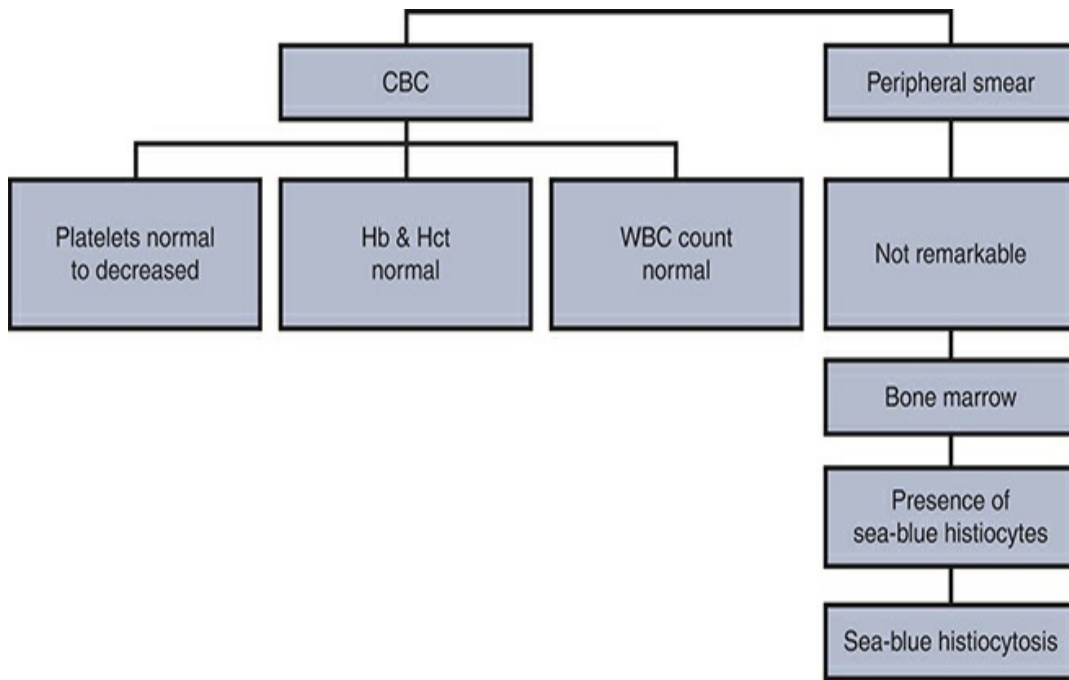 CBC
Peripheral smear
Platelets normal
to decreased
Hb & Hct
normal
WBC count
normal
Not remarkable
Bone marrow
Presence of
sea-blue histiocytes
Sea-blue histiocytosis